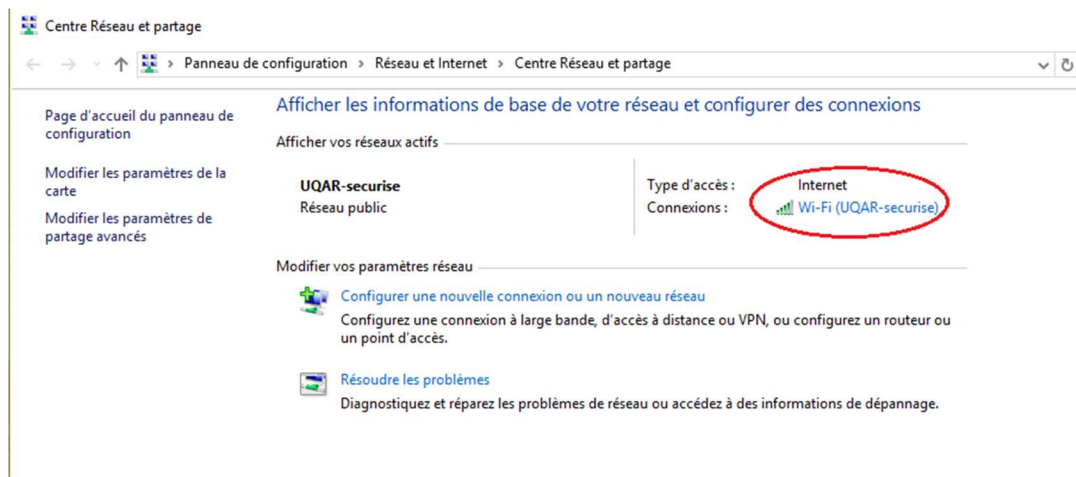 Centre Réseau et partage
Panneau de configuration > Réseau et Internet > Centre Réseau et partage
Page d'accueil du panneau de
configuration
Modifier les paramètres de la
carte
Modifier les paramètres de
partage avancés
Afficher les informations de base de votre réseau et configurer des connexions
Afficher vos réseaux actifs
UQAR-securise
Réseau public
Type d'accès : Internet
Connexions : Wi-Fi (UQAR-securise)
Modifier vos paramètres réseau
Configurer une nouvelle connexion ou un nouveau réseau
Configurez une connexion à large bande, d'accès à distance ou VPN, ou configurez un routeur ou
un point d'accès.
Résoudre les problèmes
Diagnostiquez et réparez les problèmes de réseau ou accédez à des informations de dépannage.